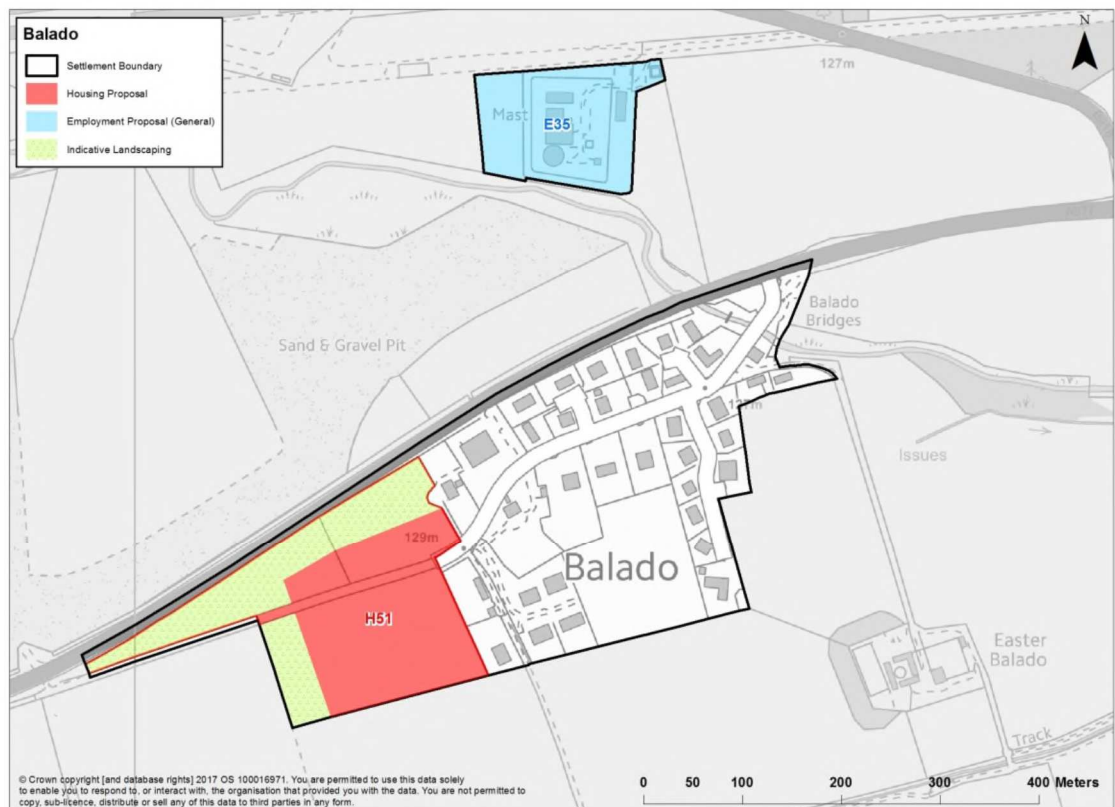 Balado
Settlement Boundary
Housing Proposal
Employment Proposal (General)
Indicative Landscaping
N
127m
Mast
E35
Balado
Bridges
Sand & Gravel Pit
127m
Issues
129m
Balado
H51
Easter
Balado
Track
© Crown copyright [and database rights] 2017 OS 100016971. You are permitted to use this data solely
to enable you to respond to, or interact with, the organisation that provided you with the data. You are not permitted to
copy, sub-licence, distribute or sell any of this data to third parties in any form.
0 50 100 200 300 400 Meters